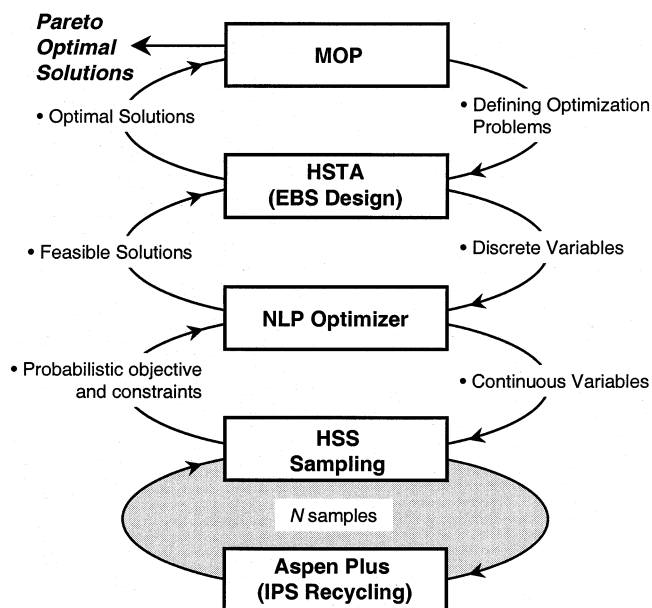 Pareto
Optimal
Solutions
MOP
• Optimal Solutions
• Defining Optimization
Problems
HSTA
(EBS Design)
• Feasible Solutions
• Discrete Variables
NLP Optimizer
• Probabilistic objective
and constraints
• Continuous Variables
HSS
Sampling
N samples
Aspen Plus
(IPS Recycling)